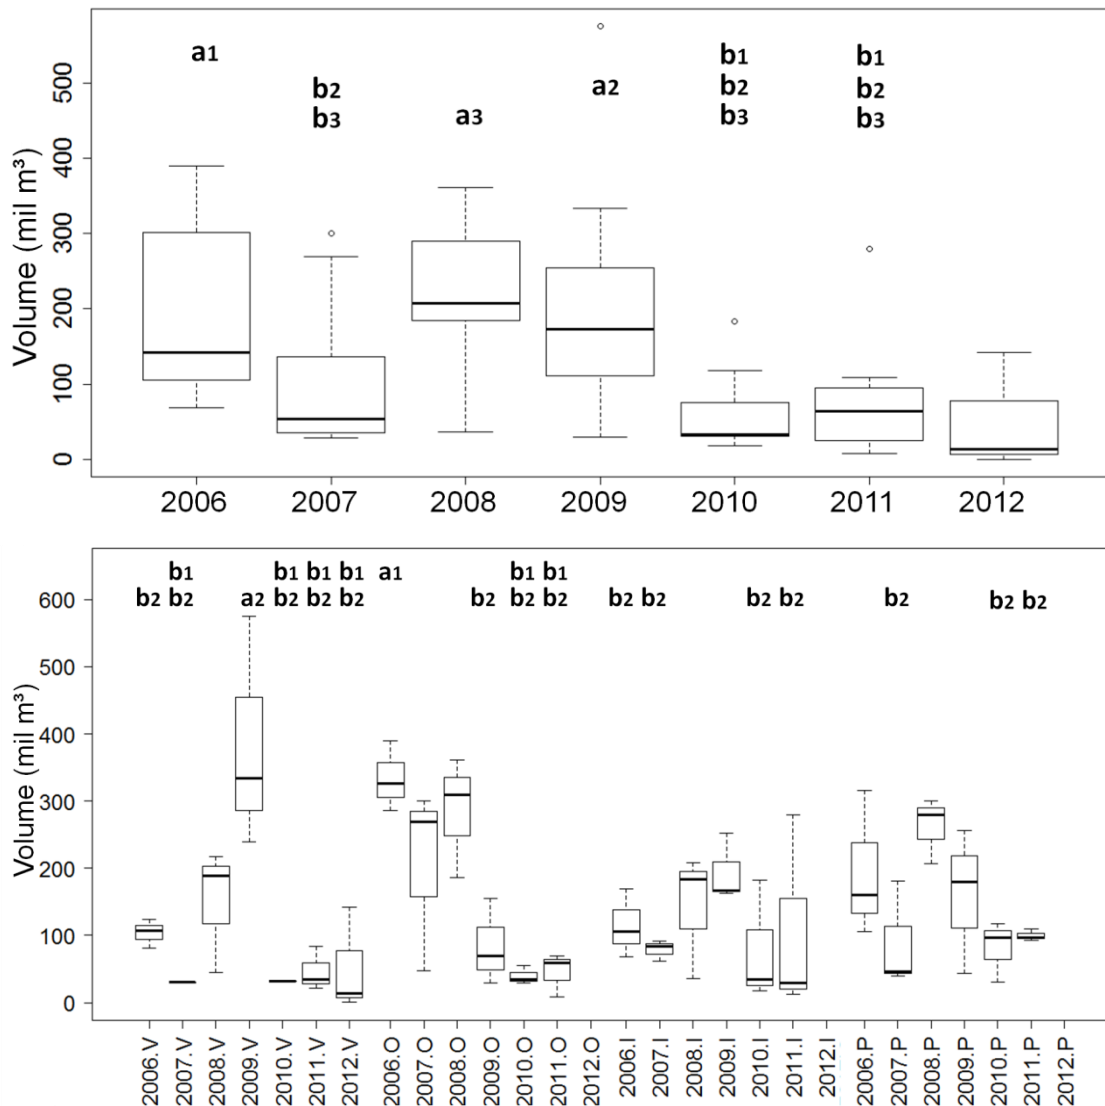 a1
b2
b3
a3
a2
b1
b2
b3
b1
b2
b3
Volume (mil m³)
500
400
300
200
100
0
2006 2007 2008 2009 2010 2011 2012
b1 b1 b1 b1 a1 b1 b1
b2 b2 a2 b2 b2 b2 b2 b2 b2 b2 b2 b2 b2 b2 b2 b2
Volume (mil m³)
600
500
400
300
200
100
0
2006.V
2007.V
2008.V
2009.V
2010.V
2011.V
2012.V
2006.O
2007.O
2008.O
2009.O
2010.O
2011.O
2012.O
2006.I
2007.I
2008.I
2009.I
2010.I
2011.I
2012.I
2006.P
2007.P
2008.P
2009.P
2010.P
2011.P
2012.P